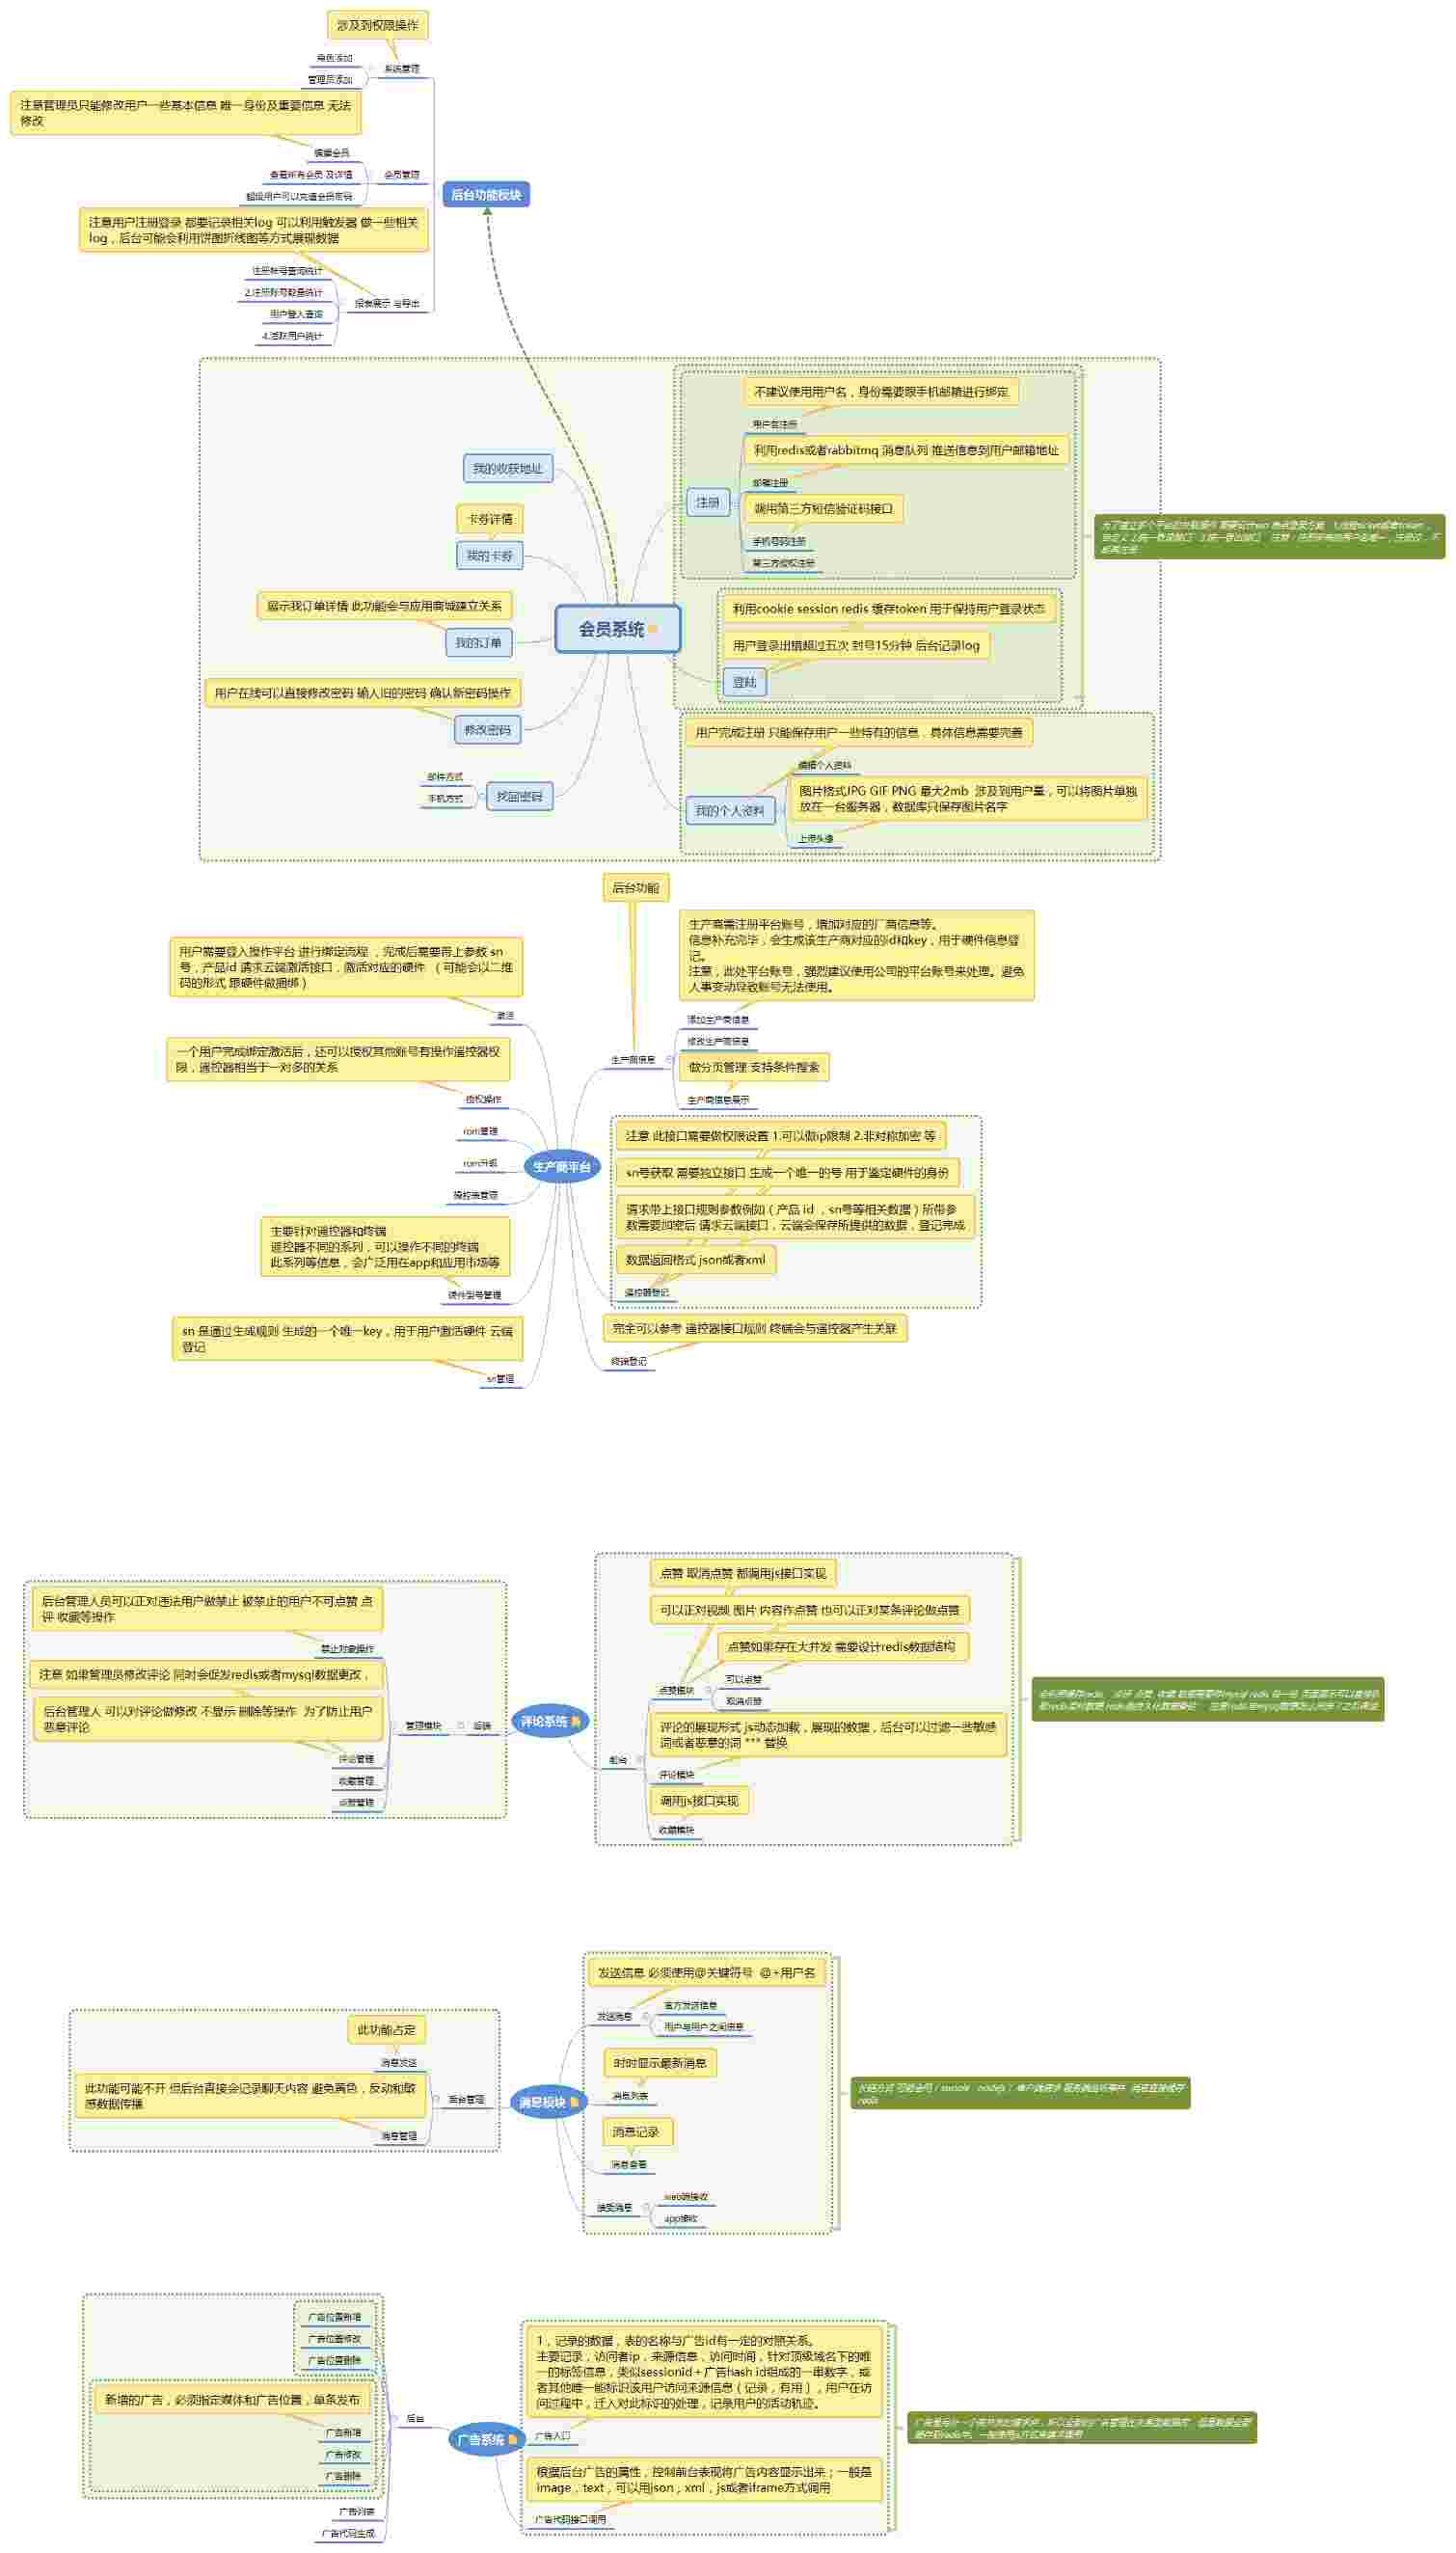 涉及到权限操作
角色添加
系统管理
管理员添加
注意管理员只能修改用户一些基本信息 唯一身份及重要信息 无法
修改
编辑会员
查看所有会员 及详情
会员管理
超级用户可以充值会员密码
后台功能模块
注意用户注册登录 都要记录相关log 可以利用触发器 做一些相关
log，后台可能会利用饼图折线图等方式展现数据
注册帐号查询统计
2.注册账号数量统计
报表展示 与导出
用户登入查询
4.活跃用户统计
不建议使用用户名，身份需要跟手机邮箱进行绑定
用户名注册
利用redis或者rabbitmq 消息队列 推送信息到用户邮箱地址
邮箱注册
注册
调用第三方短信验证码接口
手机号码注册
第三方授权注册
我的收获地址
卡券详情
我的卡券
展示我订单详情 此功能会与应用商城建立关系
我的订单
会员系统
利用cookie session redis 缓存token 用于保持用户登录状态
用户登录出错超过五次 封号15分钟 后台记录log
登陆
用户在线可以直接修改密码 输入旧的密码 确认新密码操作
修改密码
邮件方式
手机方式
找回密码
用户完成注册 只能保存用户一些持有的信息，具体信息需要完善
编辑个人资料
我的个人资料
图片格式JPG GIF PNG 最大2mb 涉及到用户量，可以将图片单独
放在一台服务器，数据库只保存图片名字
上传头像
后台功能
生产商需注册平台账号，增加对应的厂商信息等。
信息补充完毕，会生成该生产商对应的id和key，用于硬件信息登
记。
注意，此处平台账号，强烈建议使用公司的平台账号来处理。避免
人事变动导致账号无法使用。
添加生产商信息
修改生产商信息
生产商信息
做分页管理 支持条件搜索
生产商信息展示
用户需要登入操作平台 进行绑定流程 ，完成后需要再上参数 sn
号，产品id 请求云端激活接口，激活对应的硬件 （可能会以二维
码的形式 跟硬件做捆绑）
激活
一个用户完成绑定激活后，还可以授权其他账号有操作遥控器权
限，遥控器相当于一对多的关系
授权操作
rom管理
rom升级
操控端管理
生产商平台
主要针对遥控器和终端
遥控器不同的系列，可以操作不同的终端
此系列等信息，会广泛用在app和应用市场等
硬件型号管理
sn 是通过生成规则 生成的一个唯一key，用于用户激活硬件 云端
登记
sn管理
注意 此接口需要做权限设置 1.可以做ip限制 2.非对称加密 等
sn号获取 需要独立接口 生成一个唯一的号 用于鉴定硬件的身份
请求带上接口规则参数例如（产品 id ，sn号等相关数据）所带参
数需要加密后 请求云端接口，云端会保存所提供的数据，登记完成
数据返回格式 json或者xml
遥控器登记
完全可以参考 遥控器接口规则 终端会与遥控器产生关联
终端登记
后台管理人员可以正对违法用户做禁止 被禁止的用户不可点赞 点
评 收藏等操作
禁止对象操作
注意 如果管理员修改评论 同时会促发redis或者mysql数据更改，
后台管理人 可以对评论做修改 不显示 删除等操作 为了防止用户
恶意评论
评论管理
收藏管理
点赞管理
管理模块
后端
评论系统
点赞 取消点赞 都调用js接口实现
可以正对视频 图片 内容作点赞 也可以正对某条评论做点赞
点赞如果存在大并发 需要设计redis数据结构
点赞模块
可以点赞
取消点赞
评论的展现形式 js动态加载，展现的数据，后台可以过滤一些敏感
词或者恶意的词 *** 替换
前台
评论模块
调用js接口实现
收藏模块
此功能占定
消息发送
此功能可能不开 但后台直接会记录聊天内容 避免黄色，反动和敏
感数据传播
消息管理
后台管理
消息模块
发送信息 必须使用@关键符号 @+用户名
发送消息
官方发送信息
用户与用户之间信息
时时显示最新消息
消息列表
消息记录
消息查看
接受消息
web端接收
app接收
广告位置新增
广告位置修改
广告位置删除
新增的广告，必须指定媒体和广告位置，单条发布
广告新增
广告修改
广告删除
广告列表
广告代码生成
后台
广告系统
1，记录的数据，表的名称与广告id有一定的对照关系。
主要记录，访问者ip，来源信息，访问时间，针对顶级域名下的唯
一的标签信息，类似sessionid＋广告hash id组成的一串数字，或
者其他唯一能标识该用户访问来源信息（记录，有用），用户在访
问过程中，迁入对此标识的处理，记录用户的活动轨迹。
广告入口
根据后台广告的属性，控制前台表现将广告内容显示出来；一般是
image，text，可以用json，xml，js或者iframe方式调用
广告代码接口调用